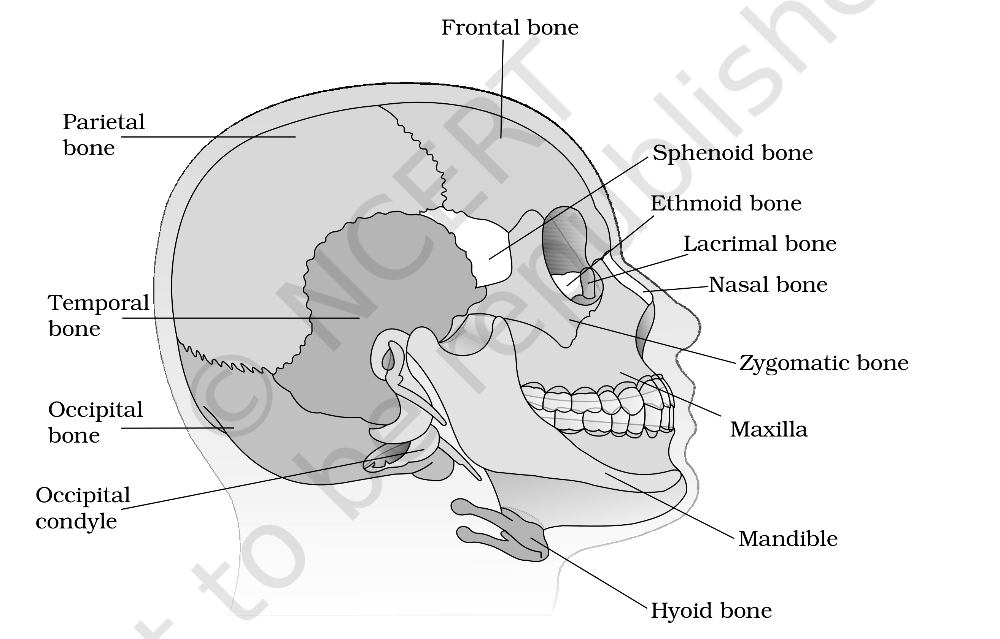 Frontal bone
Parietal
bone
Sphenoid bone
Ethmoid bone
Lacrimal bone
Nasal bone
Temporal
bone
Zygomatic bone
Occipital
bone
Maxilla
Occipital
condyle
Mandible
Hyoid bone
© NCERT
to be republishe